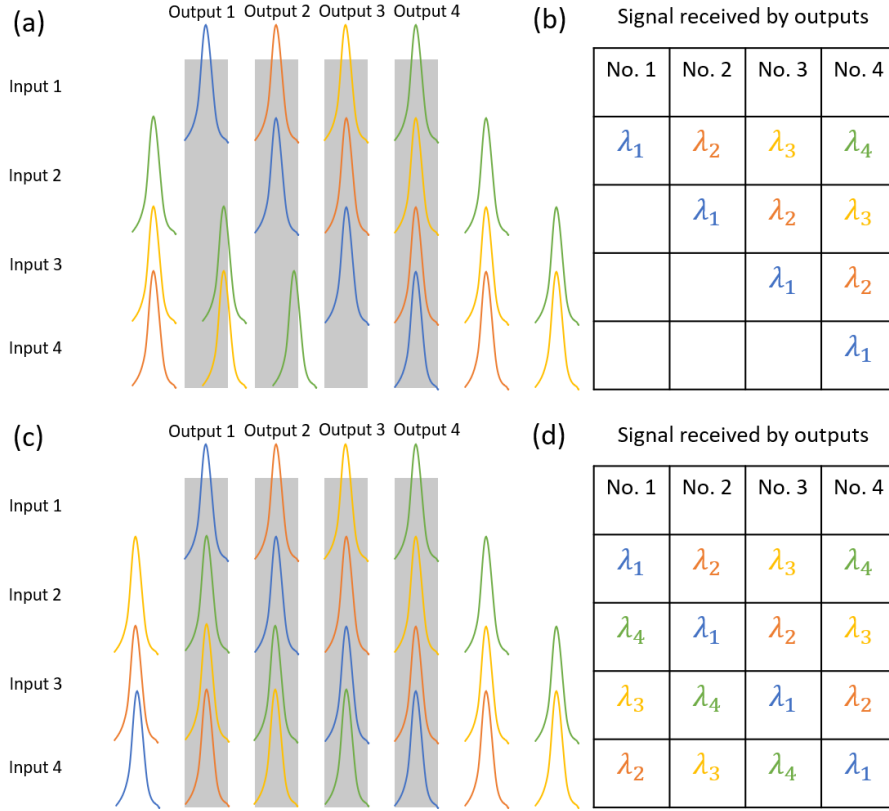 (a)
Output 1 Output 2 Output 3 Output 4
Input 1
Input 2
Input 3
Input 4
(b)
Signal received by outputs
No. 1 No. 2 No. 3 No. 4
λ₁ λ₂ λ₃ λ₄
λ₁ λ₂ λ₃
λ₁ λ₂
λ₁
(c)
Output 1 Output 2 Output 3 Output 4
Input 1
Input 2
Input 3
Input 4
(d)
Signal received by outputs
No. 1 No. 2 No. 3 No. 4
λ₁ λ₂ λ₃ λ₄
λ₄ λ₁ λ₂ λ₃
λ₃ λ₄ λ₁ λ₂
λ₂ λ₃ λ₄ λ₁